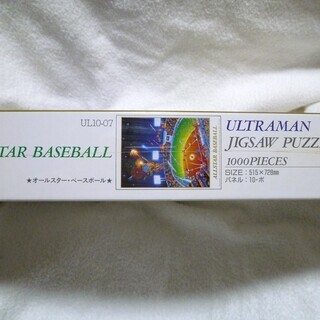 UL10-07
TAR BASEBALL
★オールスター・ベースボール★
ALLSTAR BASEBALL
ULTRAMAN
JIGSAW PUZZ
1000PIECES
SIZE:515×728mm
パネル:10-ボ